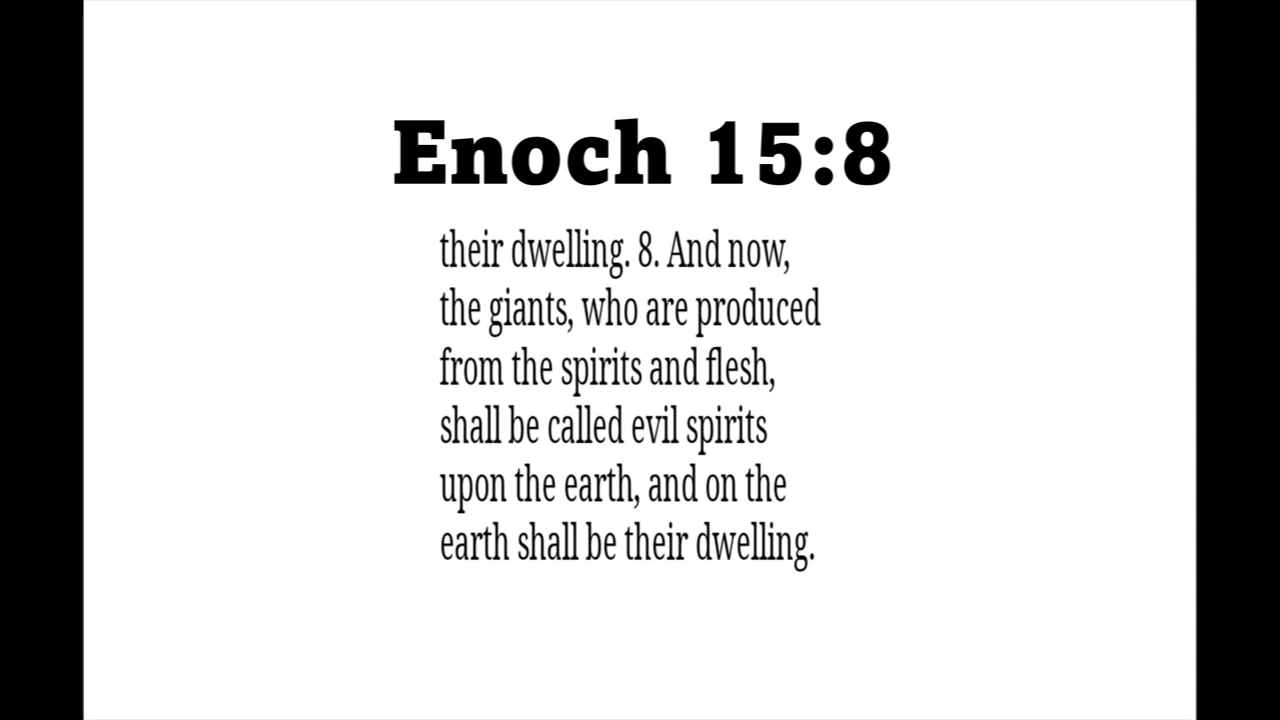 Enoch 15:8
their dwelling. 8. And now,
the giants, who are produced
from the spirits and flesh,
shall be called evil spirits
upon the earth, and on the
earth shall be their dwelling.